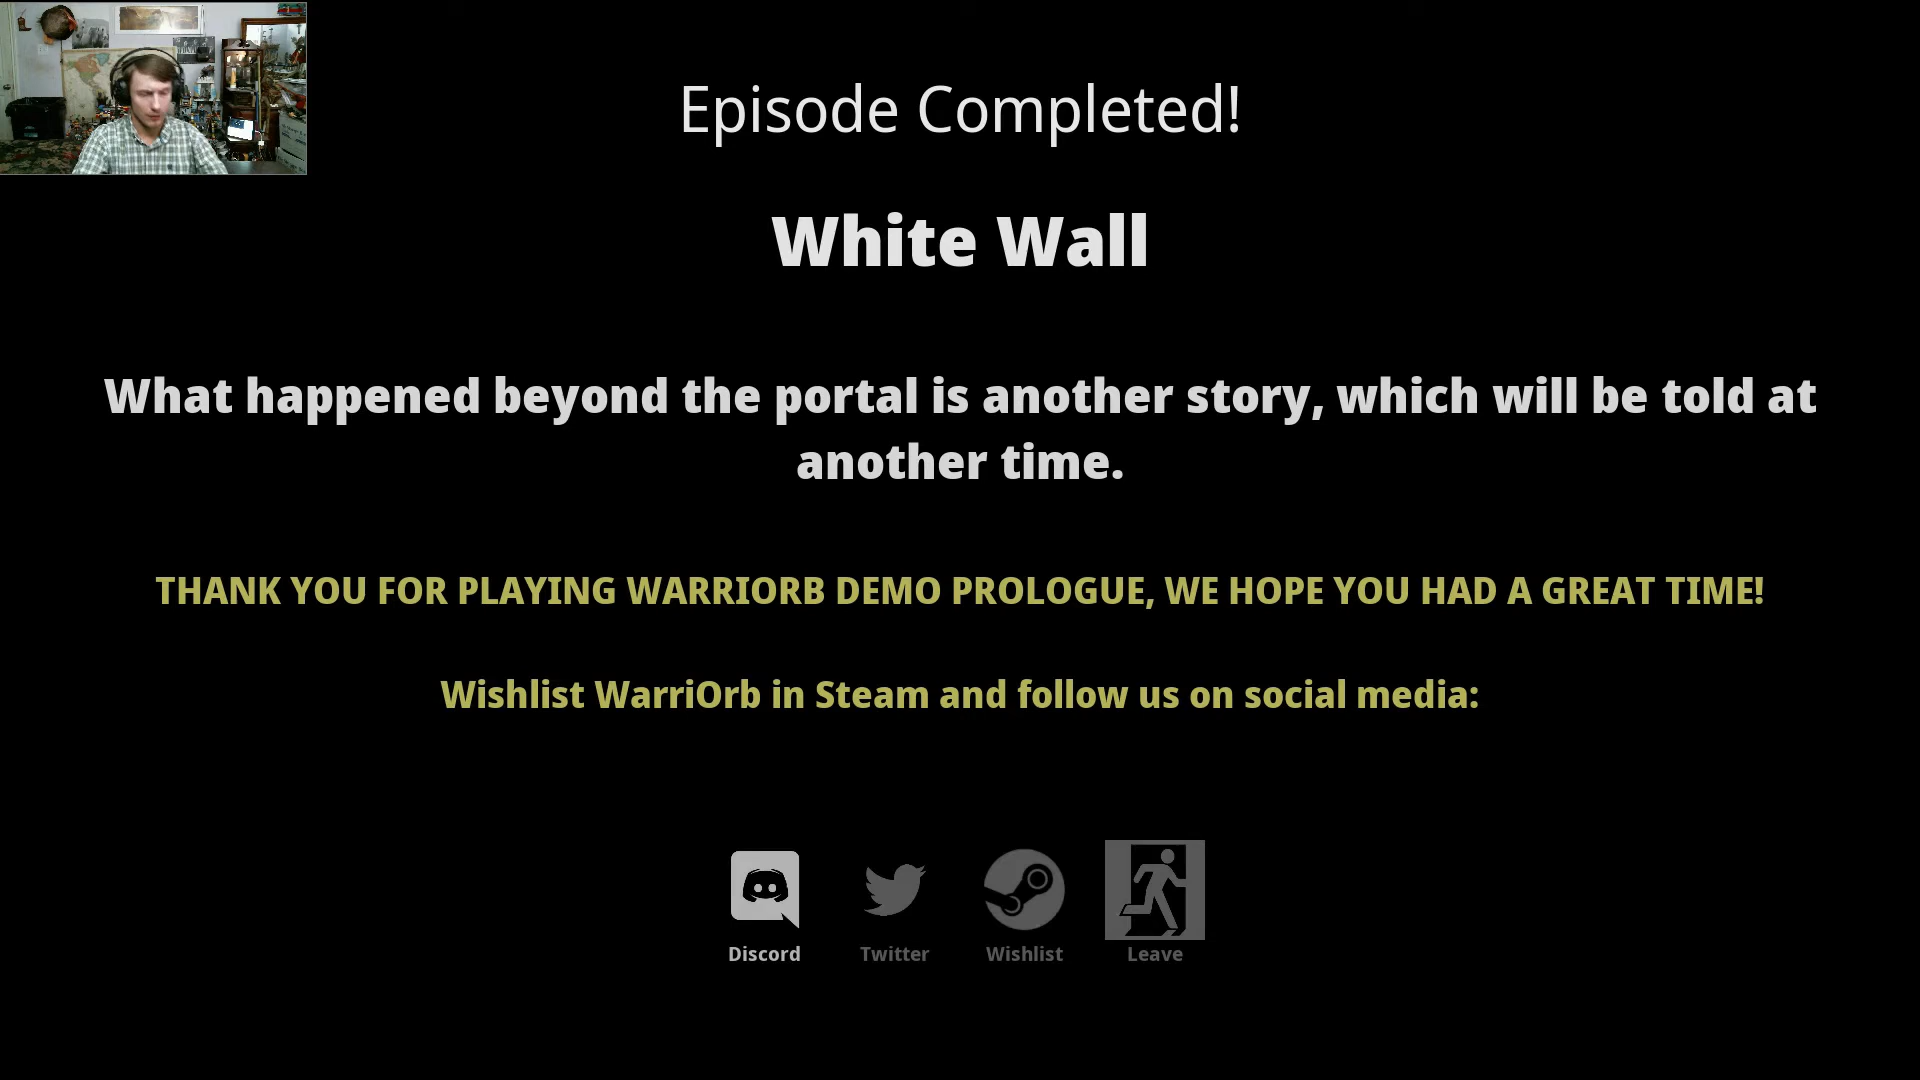 Episode Completed!
White Wall
What happened beyond the portal is another story, which will be told at
another time.
THANK YOU FOR PLAYING WARRIORB DEMO PROLOGUE, WE HOPE YOU HAD A GREAT TIME!
Wishlist WarriOrb in Steam and follow us on social media:
Discord
Twitter
Wishlist
Leave